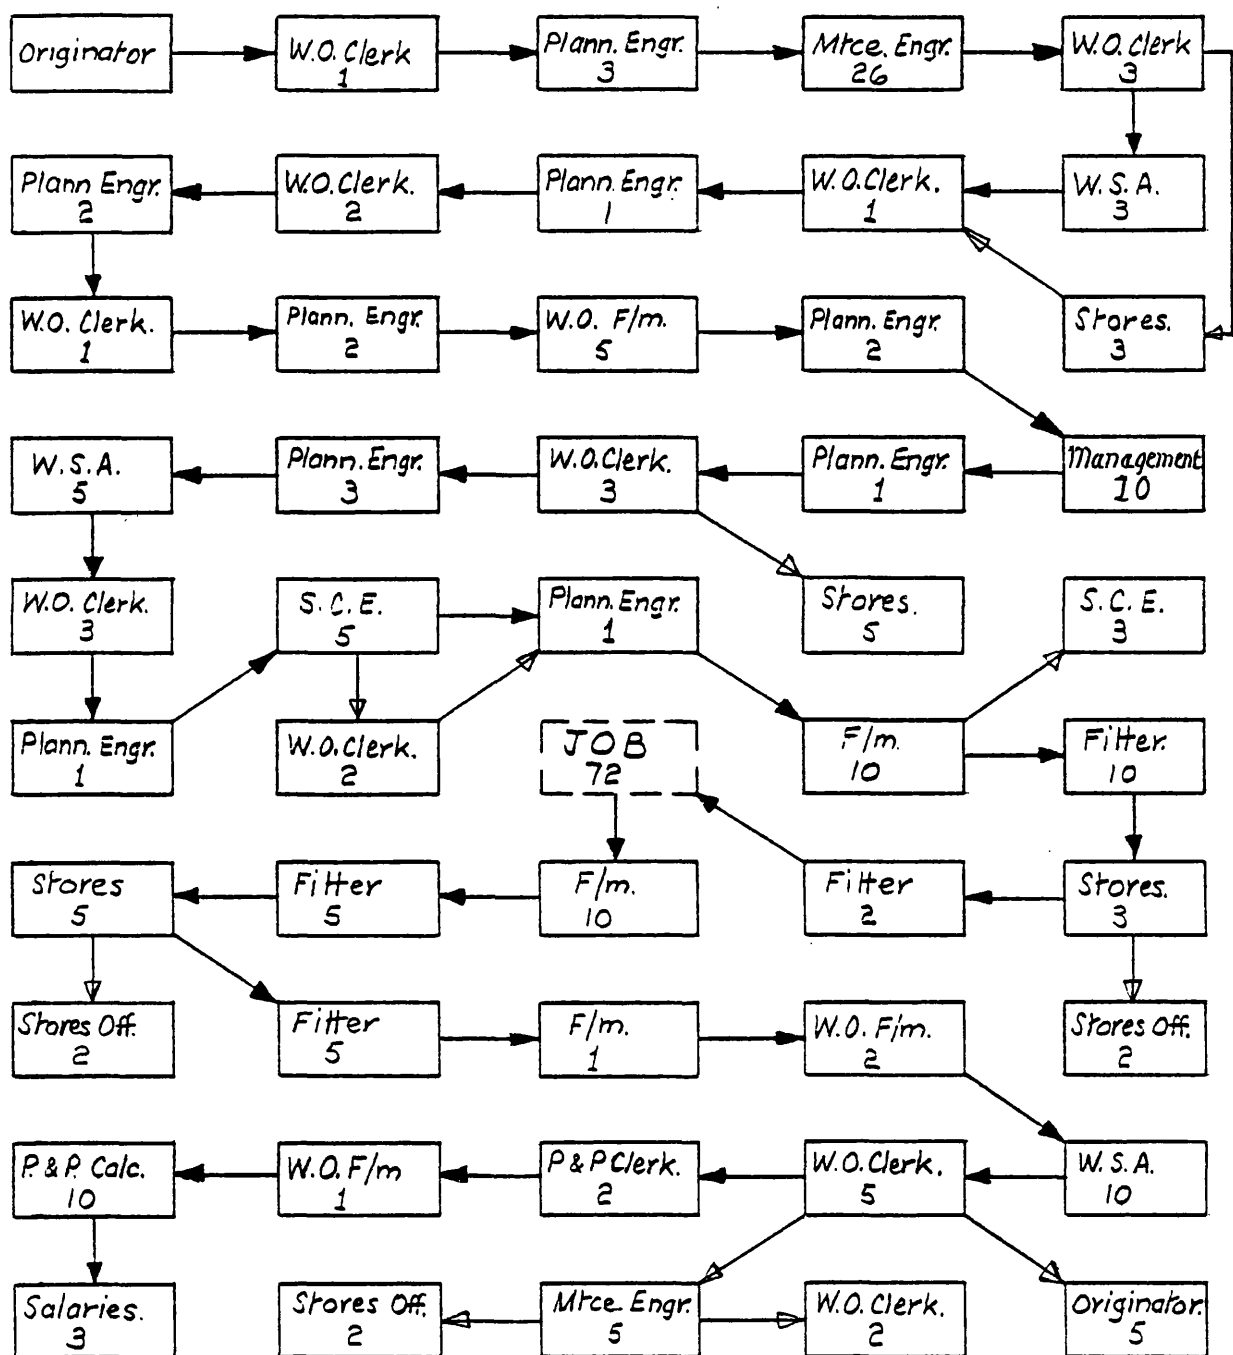 Originator
W.O. Clerk
1
Plann. Engr.
3
Mtce. Engr.
26
W.O. Clerk
3
Plann Engr.
2
W.O. Clerk.
2
Plann. Engr.
1
W.O. Clerk.
1
W. S. A.
3
W.O. Clerk.
1
Plann. Engr.
2
W.O. F/m.
5
Plann. Engr.
2
Stores.
3
W. S. A.
5
Plann. Engr.
3
W.O. Clerk.
3
Plann. Engr.
1
Management
10
W.O. Clerk.
3
S. C. E.
5
Plann. Engr.
1
Stores.
5
S. C. E.
3
Plann. Engr.
1
W.O. Clerk.
2
JOB
72
F/m.
10
Fitter.
10
Stores
5
Fitter
5
F/m.
10
Fitter
2
Stores.
3
Stores Off.
2
Fitter
5
F/m.
1
W.O. F/m.
2
Stores Off.
2
P. & P. Calc.
10
W.O. F/m
1
P & P Clerk.
2
W.O. Clerk.
5
W. S. A.
10
Salaries.
3
Stores Off.
2
Mtce Engr.
5
W.O. Clerk.
2
Originator.
5